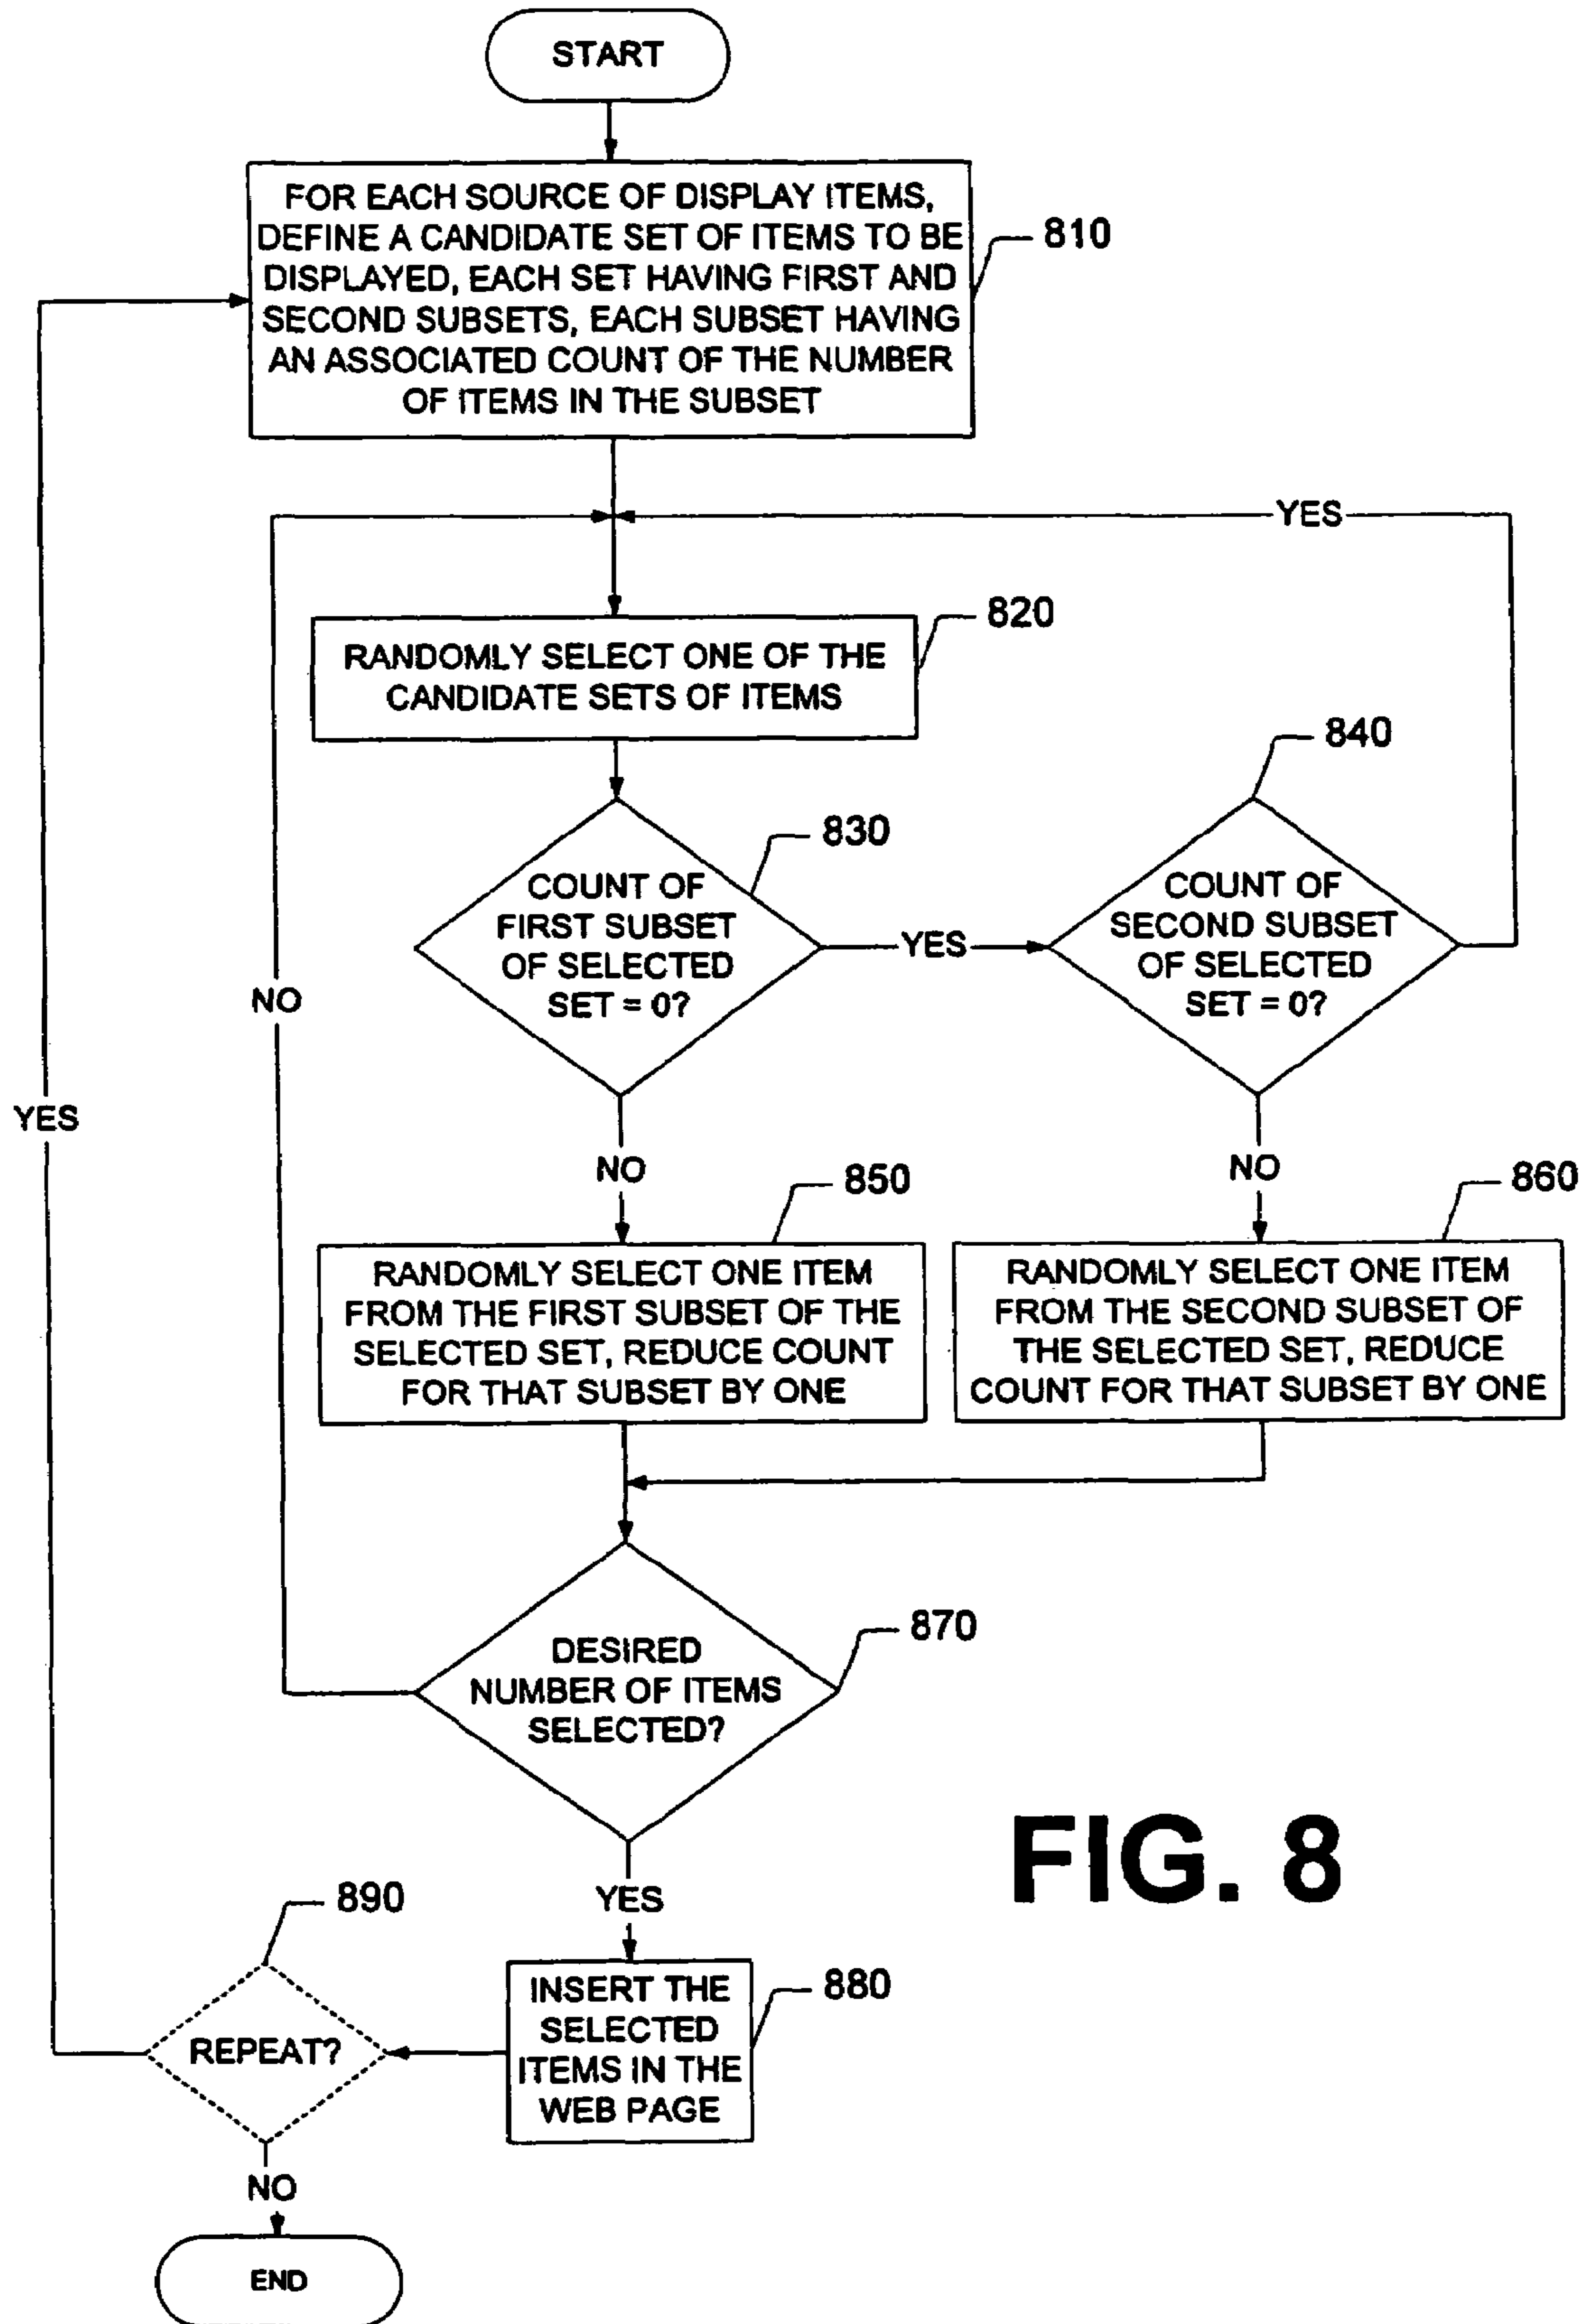 START
FOR EACH SOURCE OF DISPLAY ITEMS,
DEFINE A CANDIDATE SET OF ITEMS TO BE
DISPLAYED, EACH SET HAVING FIRST AND
SECOND SUBSETS, EACH SUBSET HAVING
AN ASSOCIATED COUNT OF THE NUMBER
OF ITEMS IN THE SUBSET
810
YES
820
RANDOMLY SELECT ONE OF THE
CANDIDATE SETS OF ITEMS
840
830
COUNT OF
FIRST SUBSET
OF SELECTED
SET = 0?
YES
COUNT OF
SECOND SUBSET
OF SELECTED
SET = 0?
NO
YES
NO
850
NO
860
RANDOMLY SELECT ONE ITEM
FROM THE FIRST SUBSET OF THE
SELECTED SET, REDUCE COUNT
FOR THAT SUBSET BY ONE
RANDOMLY SELECT ONE ITEM
FROM THE SECOND SUBSET OF
THE SELECTED SET, REDUCE
COUNT FOR THAT SUBSET BY ONE
870
DESIRED
NUMBER OF ITEMS
SELECTED?
FIG. 8
YES
890
880
INSERT THE
SELECTED
ITEMS IN THE
WEB PAGE
REPEAT?
NO
END